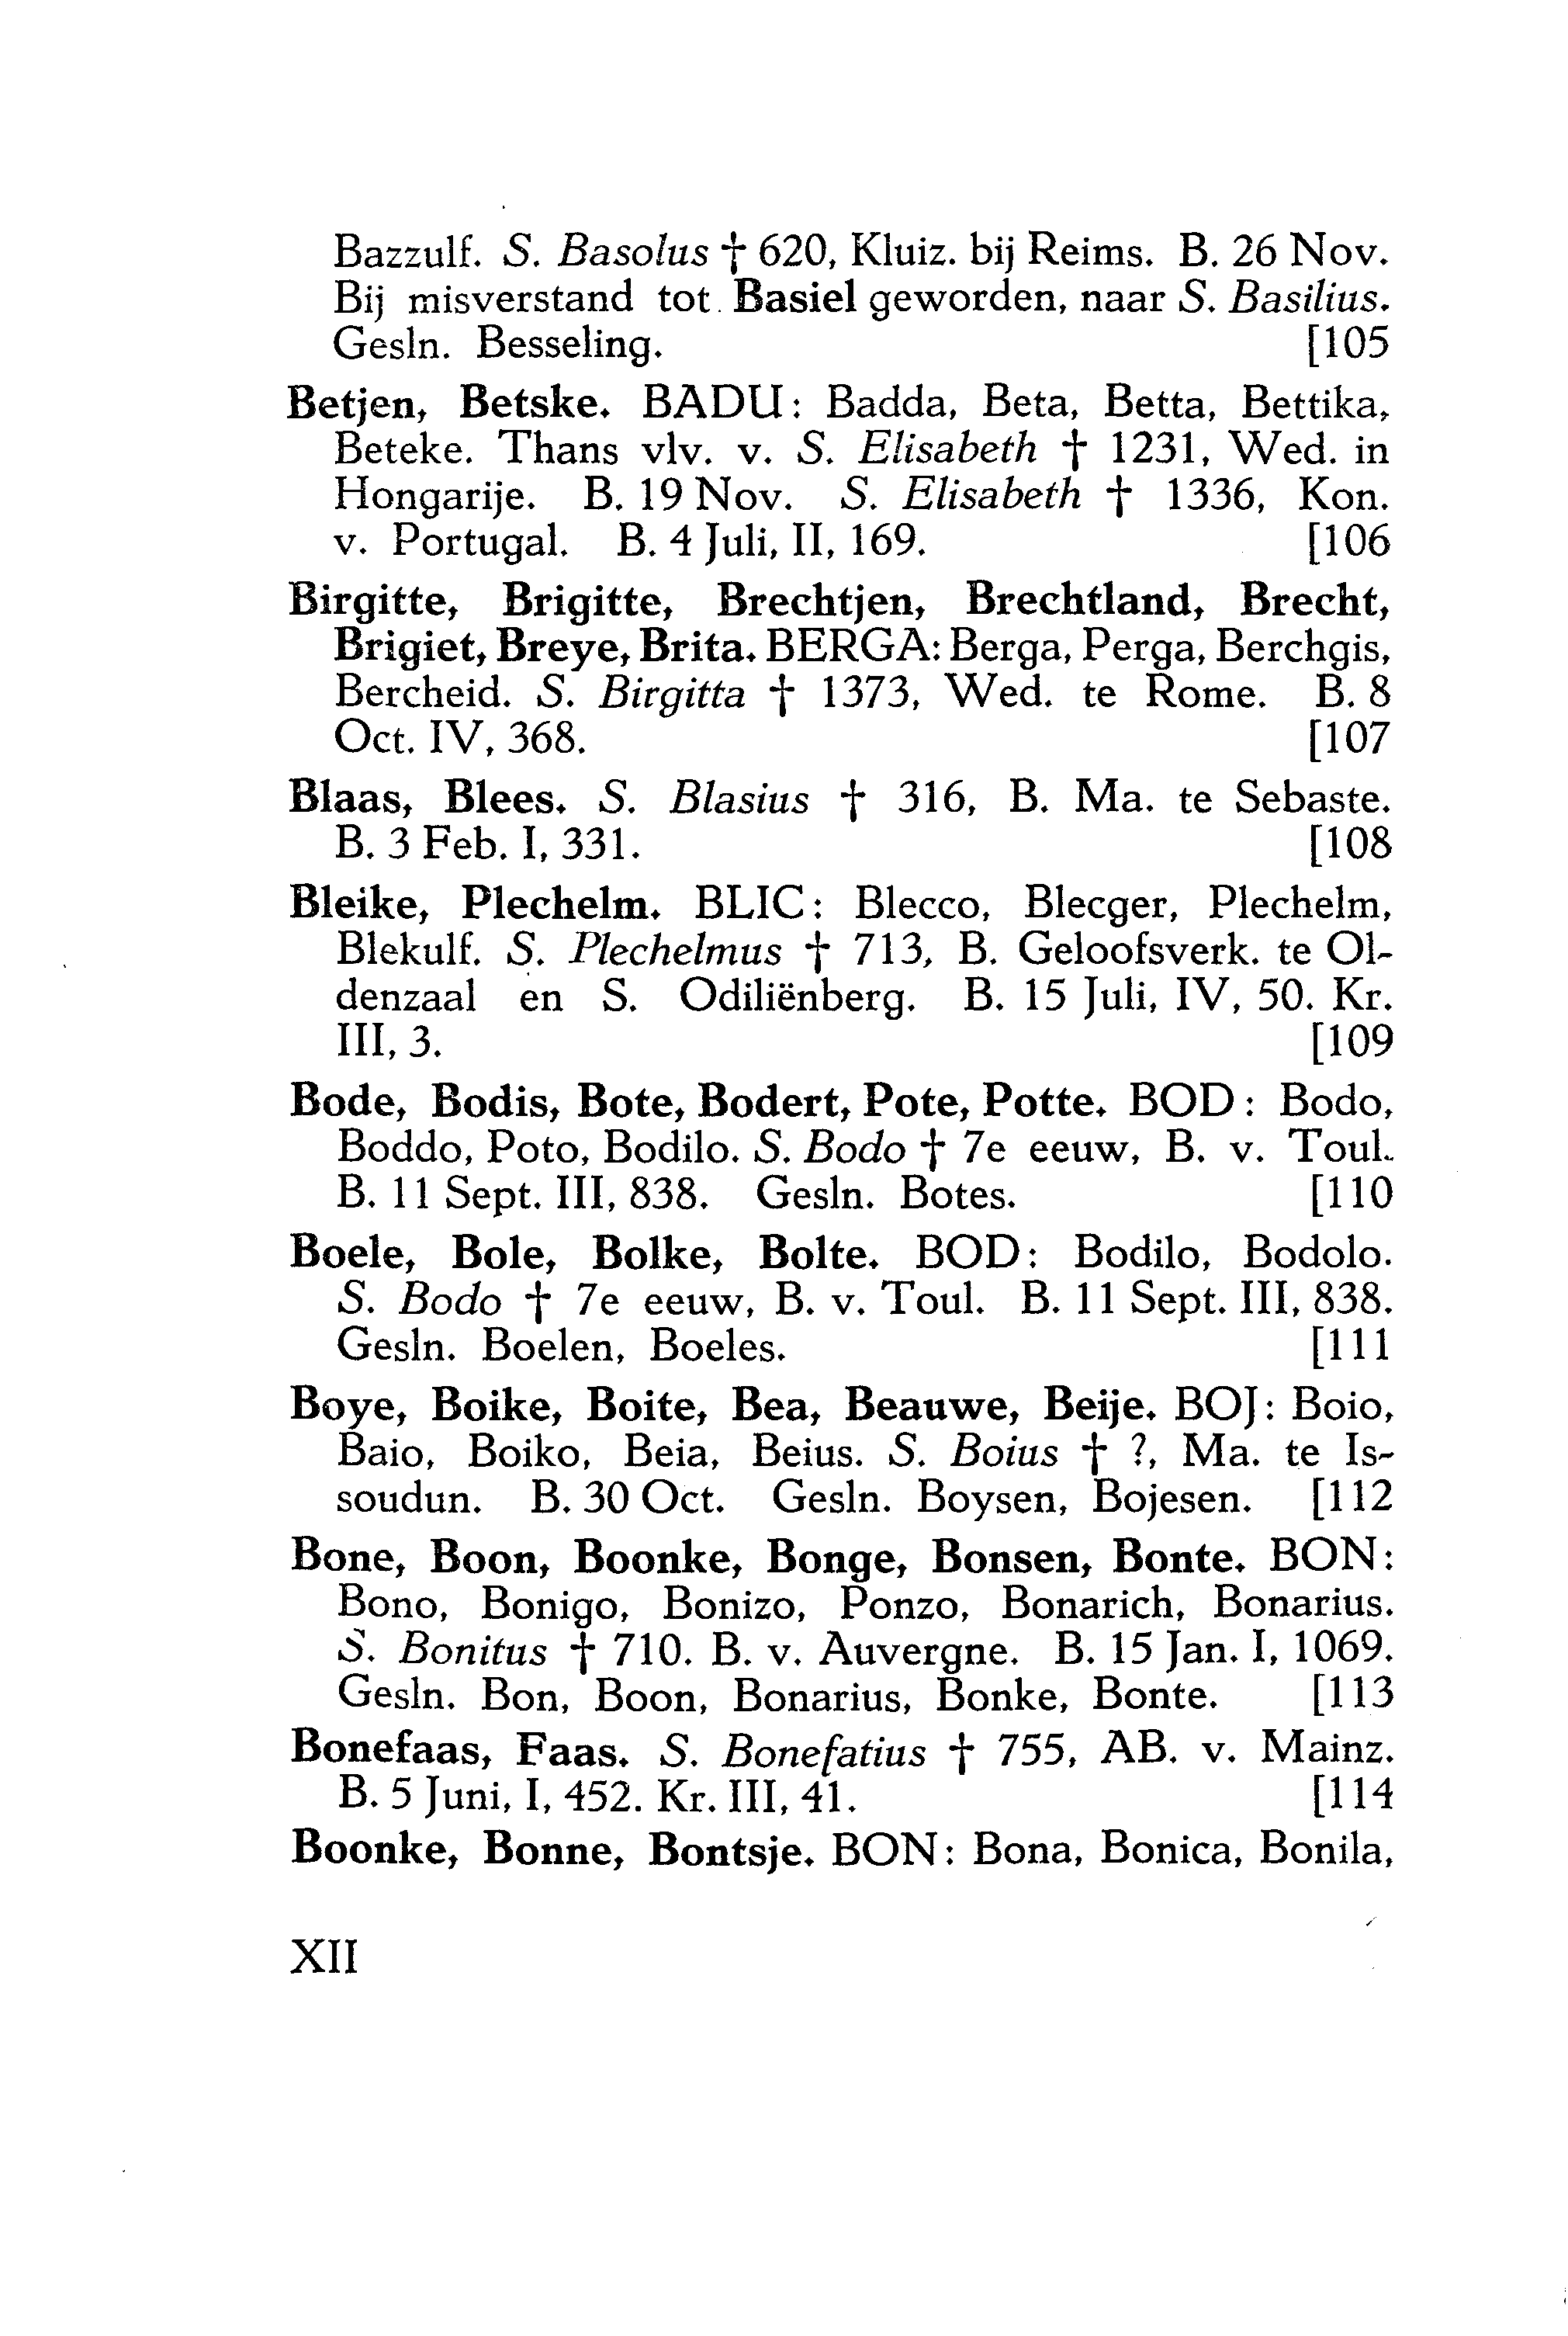 Bazzulf. S. Basolus † 620, Kluiz. bij Reims. B. 26 Nov.
Bij misverstand tot Basiel geworden, naar S. Basilius.
Gesln. Besseling. [105
Betjen, Betske. BADU: Badda, Beta, Betta, Bettika,
Beteke. Thans vlv. v. S. Elisabeth † 1231, Wed. in
Hongarije. B. 19 Nov. S. Elisabeth † 1336, Kon.
v. Portugal. B. 4 Juli, II, 169. [106
Birgitte, Brigitte, Brechtjen, Brechtland, Brecht,
Brigiet, Breye, Brita. BERGA: Berga, Perga, Berchgis,
Bercheid. S. Birgitta † 1373, Wed. te Rome. B. 8
Oct. IV, 368. [107
Blaas, Blees. S. Blasius † 316, B. Ma. te Sebaste.
B. 3 Feb. I, 331. [108
Bleike, Plechelm. BLIC: Blecco, Blecger, Plechelm,
Blekulf. S. Plechelmus † 713, B. Geloofsverk. te Ol-
denzaal en S. Odiliënberg. B. 15 Juli, IV, 50. Kr.
III, 3. [109
Bode, Bodis, Bote, Bodert, Pote, Potte. BOD: Bodo,
Boddo, Poto, Bodilo. S. Bodo † 7e eeuw, B. v. Toul.
B. 11 Sept. III, 838. Gesln. Botes. [110
Boele, Bole, Bolke, Bolte. BOD: Bodilo, Bodolo.
S. Bodo † 7e eeuw, B. v. Toul. B. 11 Sept. III, 838.
Gesln. Boelen, Boeles. [111
Boye, Boike, Boite, Bea, Beauwe, Beije. BOJ: Boio,
Baio, Boiko, Beia, Beius. S. Boius † ?, Ma. te Is-
soudun. B. 30 Oct. Gesln. Boysen, Bojesen. [112
Bone, Boon, Boonke, Bonge, Bonsen, Bonte. BON:
Bono, Bonigo, Bonizo, Ponzo, Bonarich, Bonarius.
S. Bonitus † 710. B. v. Auvergne. B. 15 Jan. I, 1069.
Gesln. Bon, Boon, Bonarius, Bonke, Bonte. [113
Bonefaas, Faas. S. Bonefatius † 755, AB. v. Mainz.
B. 5 Juni, I, 452. Kr. III, 41. [114
Boonke, Bonne, Bontsje. BON: Bona, Bonica, Bonila,
XII